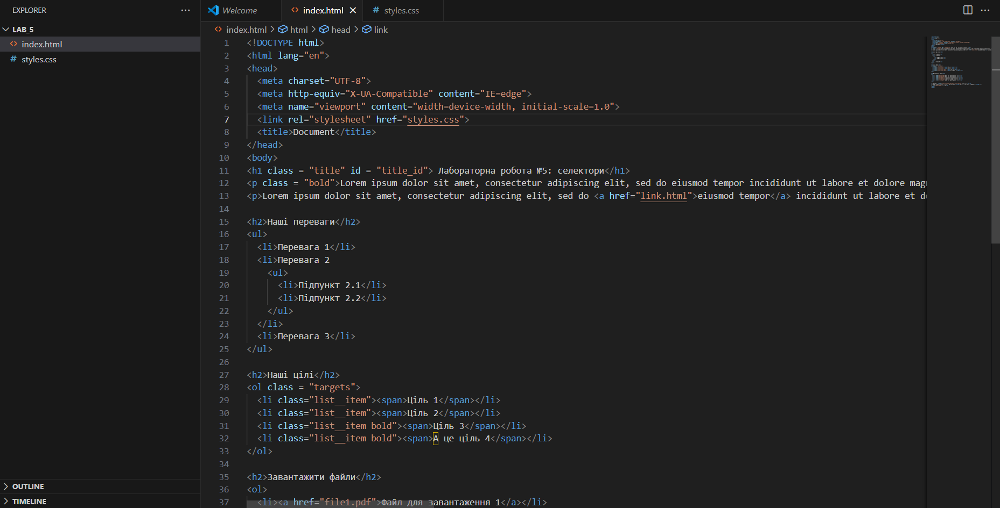 EXPLORER
LAB_5
index.html
styles.css
OUTLINE
TIMELINE
Welcome index.html styles.css
index.html > html > head > link
1 <!DOCTYPE html>
2 <html lang="en">
3 <head>
4 <meta charset="UTF-8">
5 <meta http-equiv="X-UA-Compatible" content="IE=edge">
6 <meta name="viewport" content="width=device-width, initial-scale=1.0">
7 <link rel="stylesheet" href="styles.css">
8 <title>Document</title>
9 </head>
10 <body>
11 <h1 class = "title" id = "title_id"> Лабораторна робота №5: селектори</h1>
12 <p class = "bold">Lorem ipsum dolor sit amet, consectetur adipiscing elit, sed do eiusmod tempor incididunt ut labore et dolore mag
13 <p>Lorem ipsum dolor sit amet, consectetur adipiscing elit, sed do <a href="link.html">eiusmod tempor</a> incididunt ut labore et d
14
15 <h2>Наші переваги</h2>
16 <ul>
17 <li>Перевага 1</li>
18 <li>Перевага 2
19 <ul>
20 <li>Підпункт 2.1</li>
21 <li>Підпункт 2.2</li>
22 </ul>
23 </li>
24 <li>Перевага 3</li>
25 </ul>
26
27 <h2>Наші цілі</h2>
28 <ol class = "targets">
29 <li class="list__item"><span>Ціль 1</span></li>
30 <li class="list__item"><span>Ціль 2</span></li>
31 <li class="list__item bold"><span>Ціль 3</span></li>
32 <li class="list__item bold"><span>А це ціль 4</span></li>
33 </ol>
34
35 <h2>Завантажити файли</h2>
36 <ol>
37 <li><a href="file1.pdf">Файл для завантаження 1</a></li>